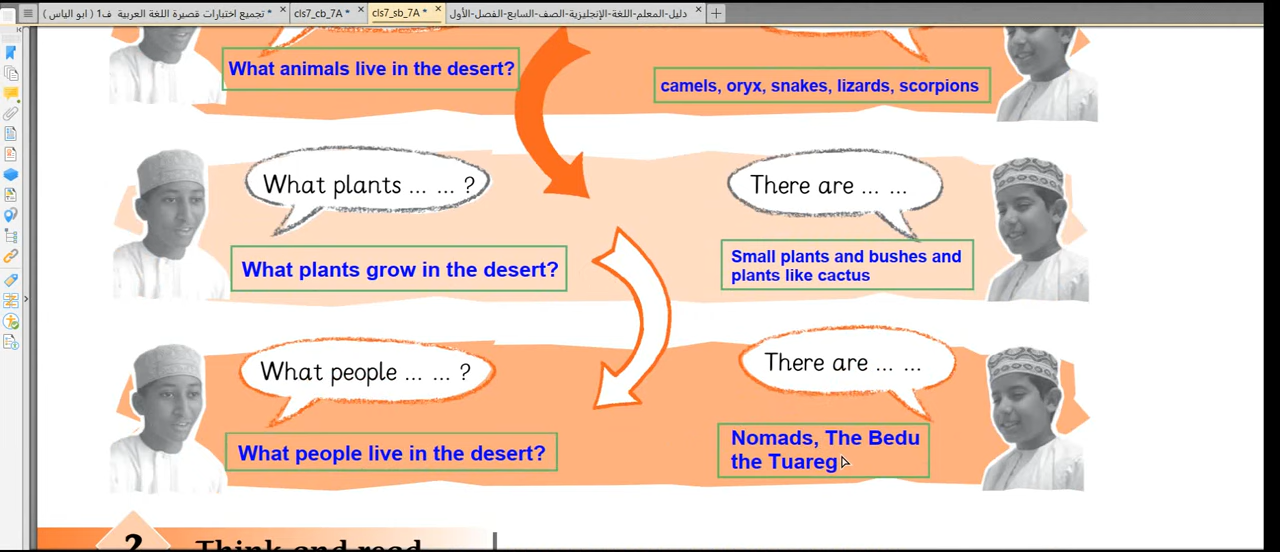 تجميع اختبارات قصيرة اللغة العربية ف1 ( ابو الياس ) *
cls7_cb_7A *
cls7_sb_7A *
دليل-المعلم-اللغة-الإنجليزية-الصف-السابع-الفصل-الأول
What animals live in the desert?
camels, oryx, snakes, lizards, scorpions
What plants ... ... ?
There are ... ...
What plants grow in the desert?
Small plants and bushes and
plants like cactus
What people ... ... ?
There are ... ...
What people live in the desert?
Nomads, The Bedu
the Tuareg
2 Think and read